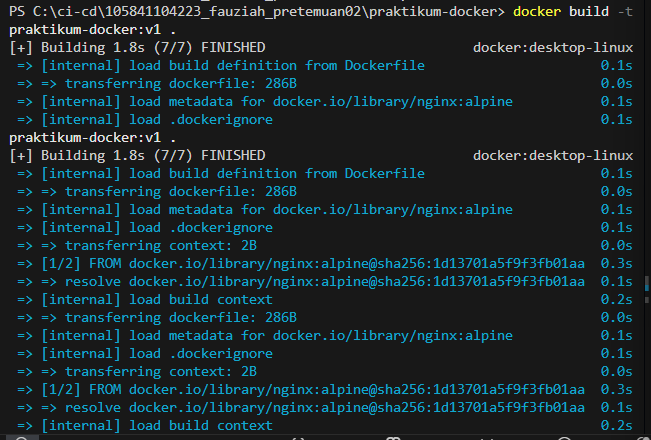 PS C:\ci-cd\105841104223_fauziah_pretemuan02\praktikum-docker> docker build -t
praktikum-docker:v1 .
[+] Building 1.8s (7/7) FINISHED docker:desktop-linux
=> [internal] load build definition from Dockerfile 0.1s
=> => transferring dockerfile: 286B 0.0s
=> [internal] load metadata for docker.io/library/nginx:alpine 0.1s
=> [internal] load .dockerignore 0.1s
praktikum-docker:v1 .
[+] Building 1.8s (7/7) FINISHED docker:desktop-linux
=> [internal] load build definition from Dockerfile 0.1s
=> => transferring dockerfile: 286B 0.0s
=> [internal] load metadata for docker.io/library/nginx:alpine 0.1s
=> [internal] load .dockerignore 0.1s
=> => transferring context: 2B 0.0s
=> [1/2] FROM docker.io/library/nginx:alpine@sha256:1d13701a5f9f3fb01aa 0.3s
=> => resolve docker.io/library/nginx:alpine@sha256:1d13701a5f9f3fb01aa 0.1s
=> [internal] load build context 0.2s
=> => transferring dockerfile: 286B 0.0s
=> [internal] load metadata for docker.io/library/nginx:alpine 0.1s
=> [internal] load .dockerignore 0.1s
=> => transferring context: 2B 0.0s
=> [1/2] FROM docker.io/library/nginx:alpine@sha256:1d13701a5f9f3fb01aa 0.3s
=> => resolve docker.io/library/nginx:alpine@sha256:1d13701a5f9f3fb01aa 0.1s
=> [internal] load build context 0.2s